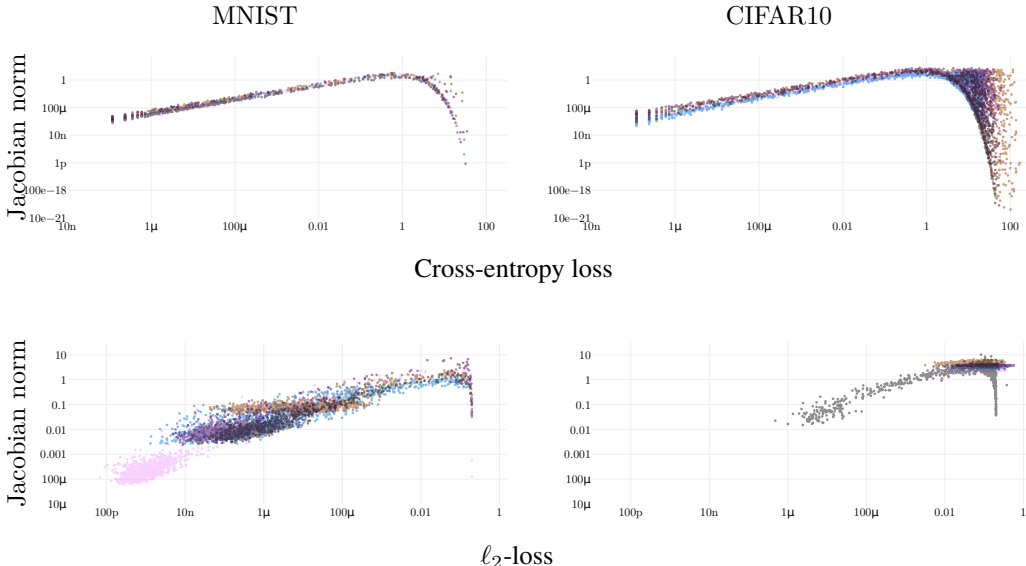 MNIST CIFAR10
Jacobian norm
1 1
100µ 100µ
10n 10n
1p 1p
100e−18 100e−18
10e−21 10e−21
10n 1µ 100µ 0.01 1 100 10n 1µ 100µ 0.01 1 100
Cross-entropy loss
Jacobian norm
10 10
1 1
0.1 0.1
0.01 0.01
0.001 0.001
100µ 100µ
10µ 10µ
100p 10n 1µ 100µ 0.01 1 100p 10n 1µ 100µ 0.01 1
ℓ₂-loss